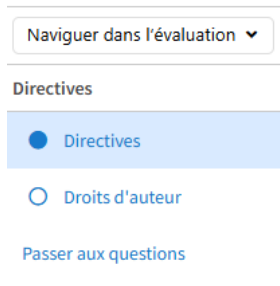 Naviguer dans l'évaluation
Directives
Directives
Droits d'auteur
Passer aux questions